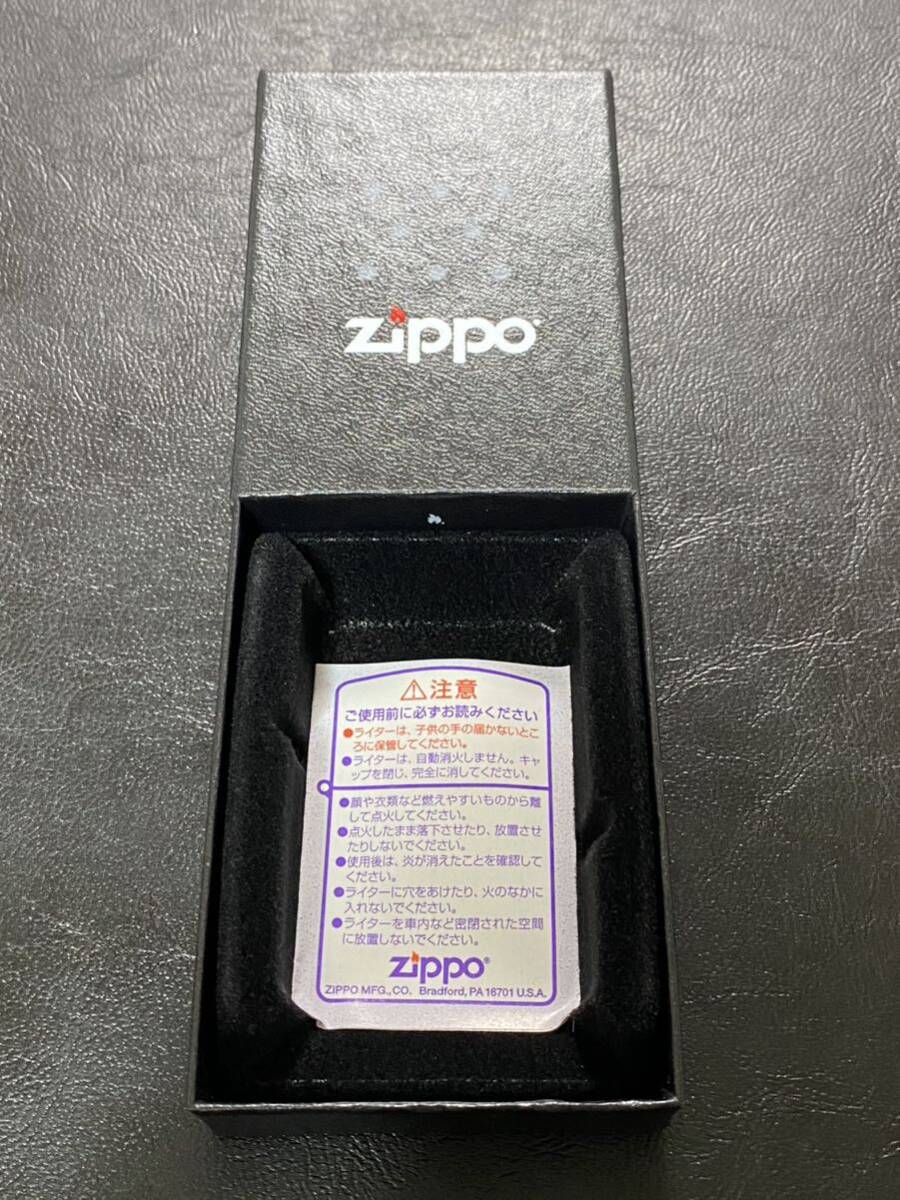 zippo
⚠注意
ご使用前に必ずお読みください
●ライターは、子供の手の届かないとこ
ろに保管してください。
●ライターは、自動消火しません。キャ
ップを閉じ、完全に消してください。
●顔や衣類など燃えやすいものから離
して点火してください。
●点火したまま落下させたり、放置させ
たりしないでください。
●使用後は、炎が消えたことを確認して
ください。
●ライターに穴をあけたり、火のなかに
入れないでください。
●ライターを車内など密閉された空間
に放置しないでください。
zippo®
ZIPPO MFG.,CO. Bradford, PA 16701 U.S.A.